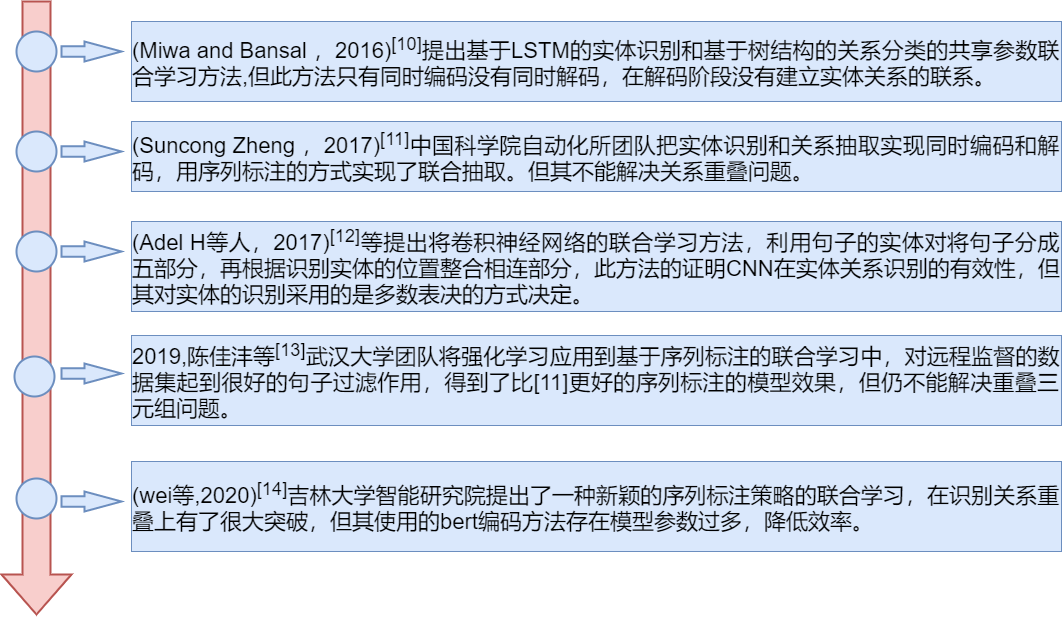 (Miwa and Bansal ，2016)[10]提出基于LSTM的实体识别和基于树结构的关系分类的共享参数联
合学习方法,但此方法只有同时编码没有同时解码，在解码阶段没有建立实体关系的联系。
(Suncong Zheng ，2017)[11]中国科学院自动化所团队把实体识别和关系抽取实现同时编码和解
码，用序列标注的方式实现了联合抽取。但其不能解决关系重叠问题。
(Adel H等人，2017)[12]等提出将卷积神经网络的联合学习方法，利用句子的实体对将句子分成
五部分，再根据识别实体的位置整合相连部分，此方法的证明CNN在实体关系识别的有效性，但
其对实体的识别采用的是多数表决的方式决定。
2019,陈佳沣等[13]武汉大学团队将强化学习应用到基于序列标注的联合学习中，对远程监督的数
据集起到很好的句子过滤作用，得到了比[11]更好的序列标注的模型效果，但仍不能解决重叠三
元组问题。
(wei等,2020)[14]吉林大学智能研究院提出了一种新颖的序列标注策略的联合学习，在识别关系重
叠上有了很大突破，但其使用的bert编码方法存在模型参数过多，降低效率。